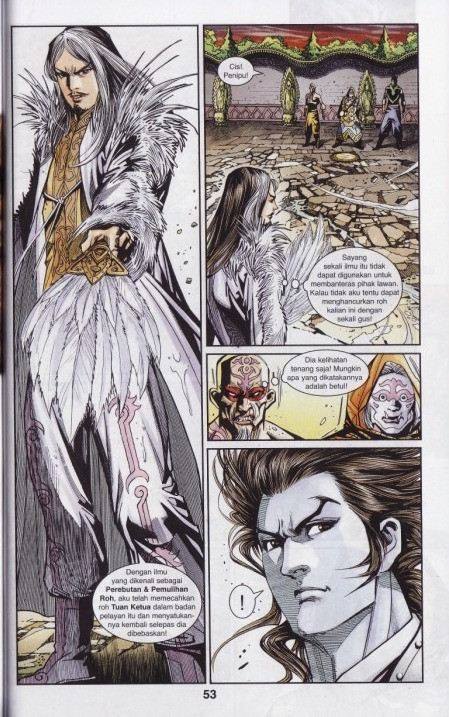 Dengan ilmu
yang dikenali sebagai
Perebutan & Pemulihan
Roh, aku telah memecahkan
roh Tuan Ketua dalam badan
pelayan itu dan menyatukan-
nya kembali selepas dia
dibebaskan!
Cis!
Penipu!
Sayang
sekali ilmu itu tidak
dapat digunakan untuk
membanteras pihak lawan.
Kalau tidak aku tentu dapat
menghancurkan roh
kalian ini dengan
sekali gus!
Dia kelihatan
tenang saja! Mungkin
apa yang dikatakannya
adalah betul!
!
53